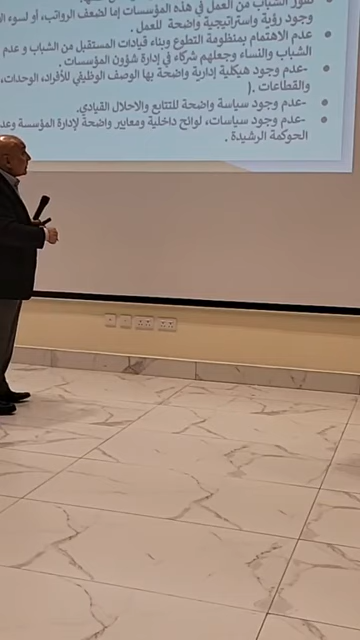 نفور الشباب من العمل في هذه المؤسسات إما لضعف الرواتب، أو لسوء
وجود رؤية واستراتيجية واضحة للعمل .
عدم الاهتمام بمنظومة التطوع وبناء قيادات المستقبل من الشباب و عدم
الشباب والنساء وجعلهم شركاء في إدارة شؤون المؤسسات .
-عدم وجود هيكلية إدارية واضحة بها الوصف الوظيفي للأفراد، الوحدات،
والقطاعات . (
-عدم وجود سياسة واضحة للتتابع والاحلال القيادي.
-عدم وجود سياسات، لوائح داخلية ومعايير واضحة لإدارة المؤسسة وعد
الحوكمة الرشيدة .